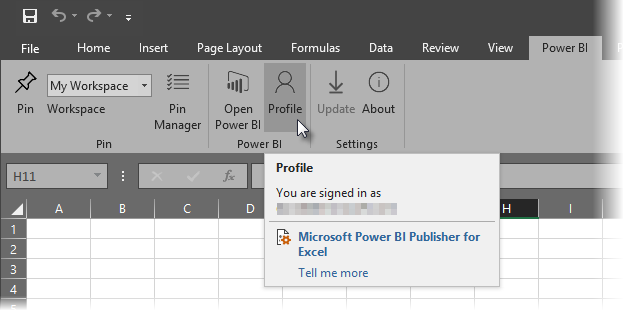 File Home Insert Page Layout Formulas Data Review View Power BI
My Workspace
Pin Workspace Pin Manager Open Power BI Profile Update About
Pin Power BI Settings
H11 fx
Profile
You are signed in as
Microsoft Power BI Publisher for
Excel
Tell me more
A B C D H I
1
2
3
4